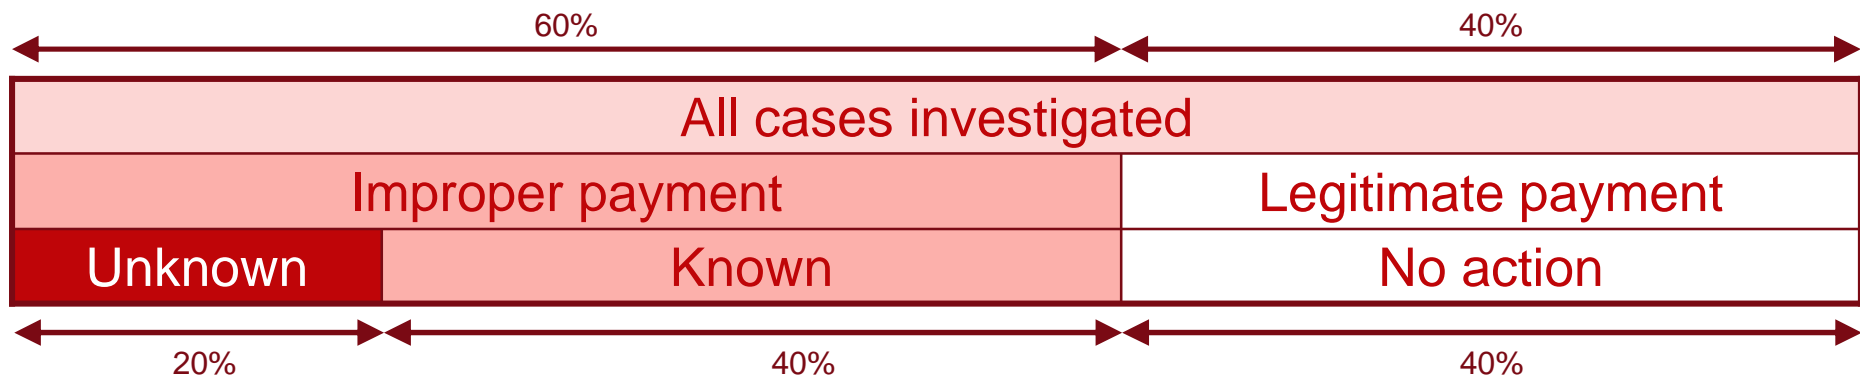 60% 40%
All cases investigated
Improper payment Legitimate payment
Unknown Known No action
20% 40% 40%